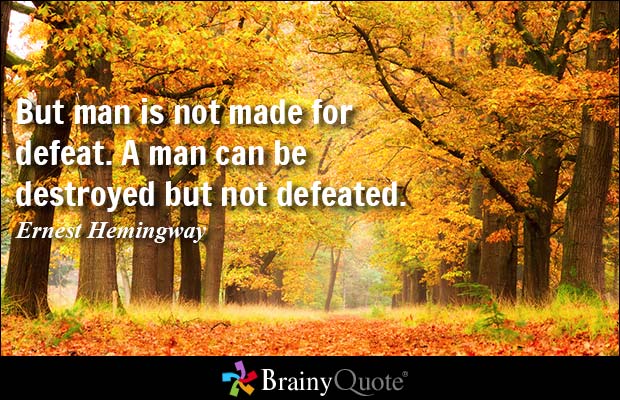 But man is not made for
defeat. A man can be
destroyed but not defeated.
Ernest Hemingway
BrainyQuote®